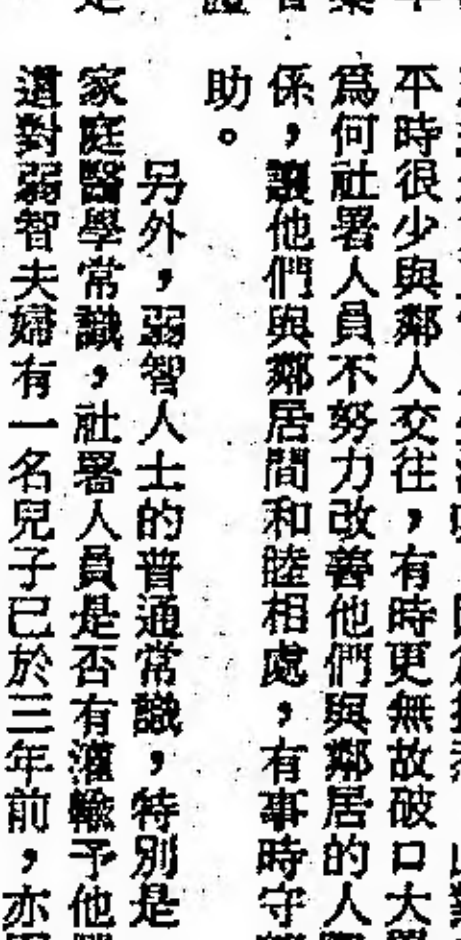 平時很少與鄰人交往，有時更無故破口大
爲何社署人員不努力改善他們與鄰居的人
係，讓他們與鄰居間和睦相處，有事時守
助。
另外，弱智人士的普通常識，特別是
家庭醫學常識，社署人員是否有灌輸予他
這對弱智夫婦有一名兒子已於三年前，亦